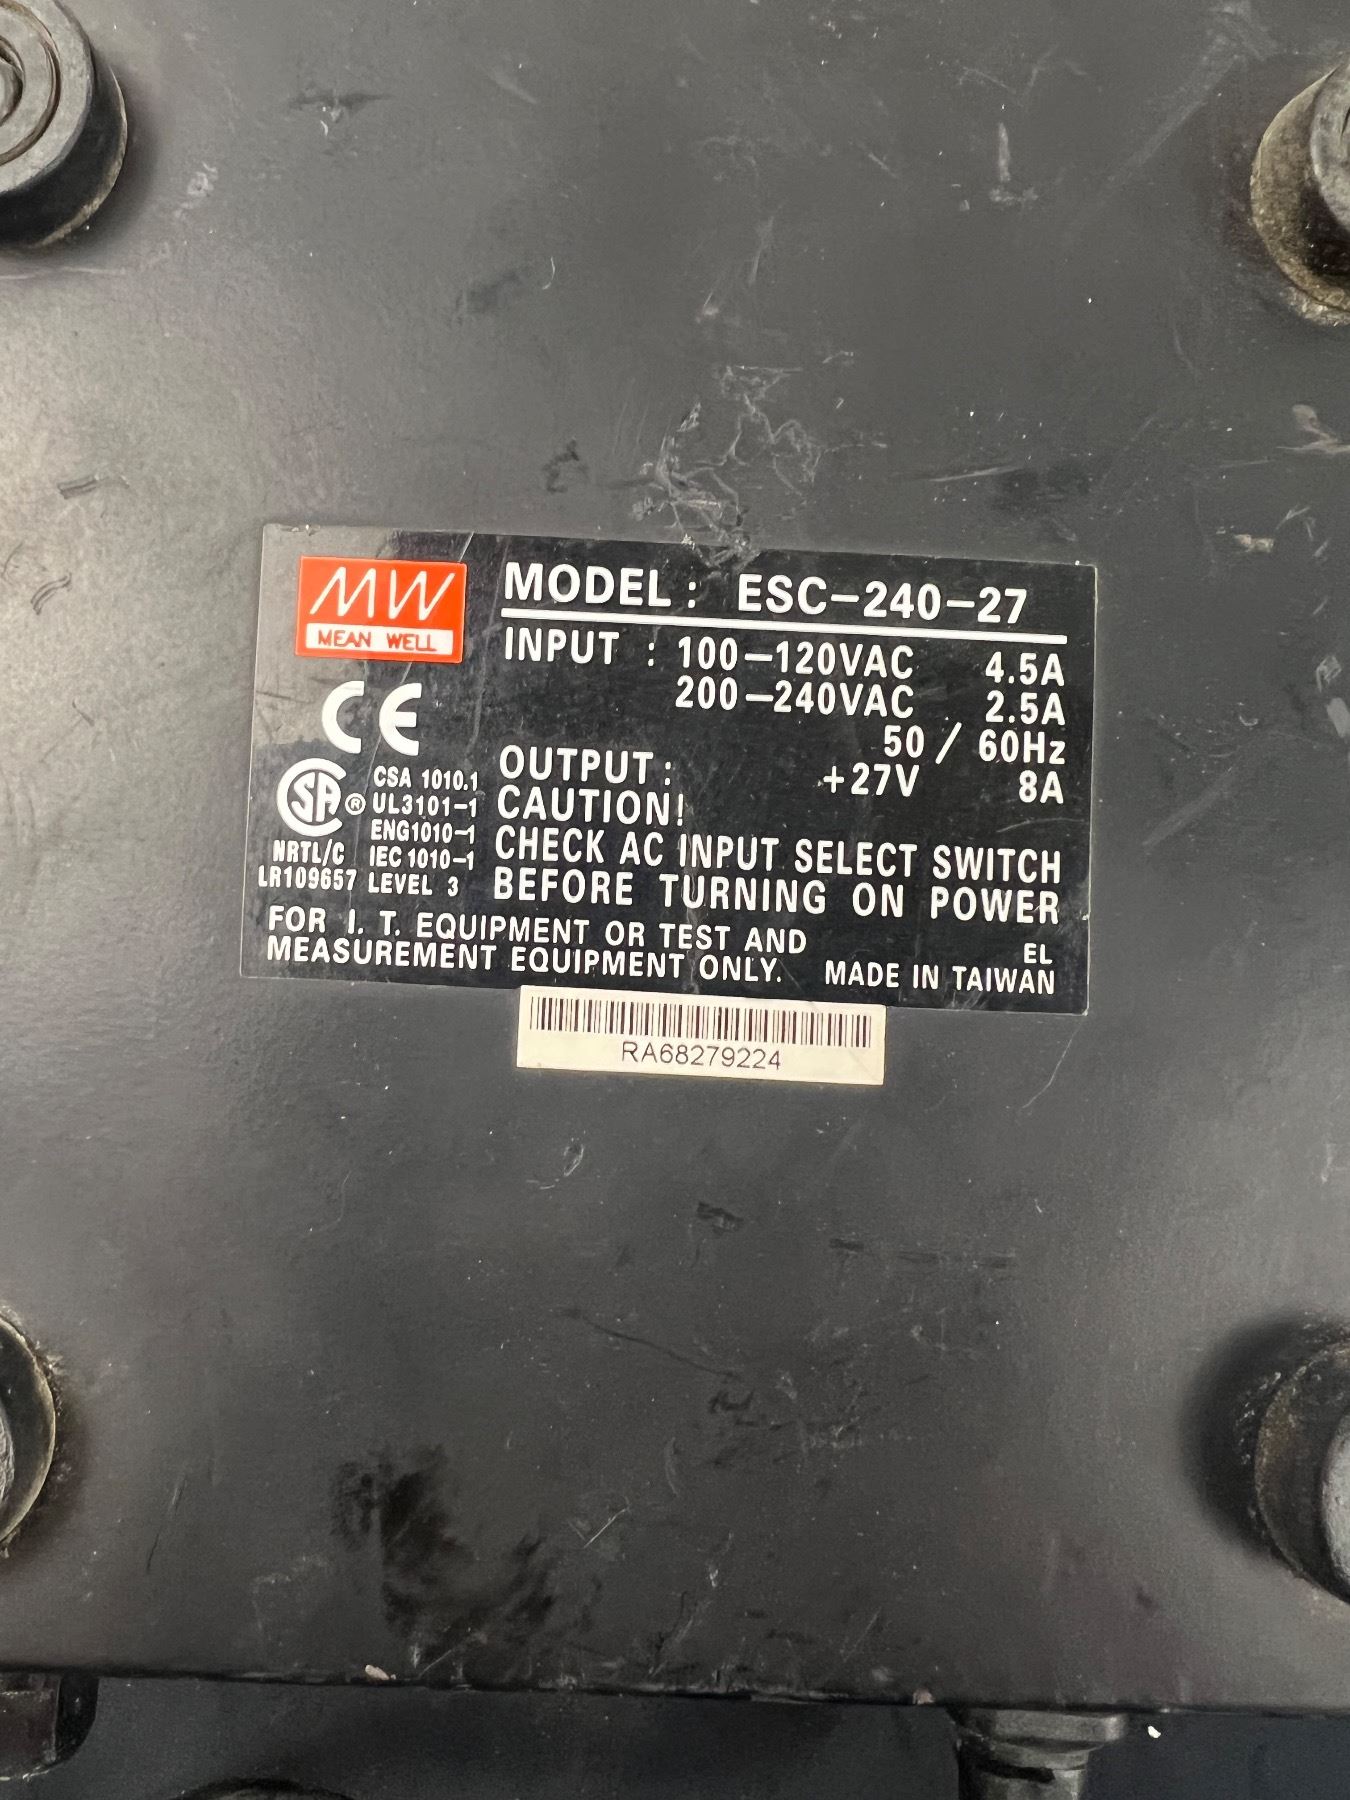 MW
MEAN WELL
MODEL: ESC-240-27
INPUT : 100-120VAC 4.5A
200-240VAC 2.5A
50 / 60Hz
OUTPUT: +27V 8A
CAUTION!
CHECK AC INPUT SELECT SWITCH
BEFORE TURNING ON POWER
CE
SA ®
NRTL/C
LR109657
CSA 1010.1
UL3101-1
ENG1010-1
IEC 1010-1
LEVEL 3
FOR I. T. EQUIPMENT OR TEST AND
MEASUREMENT EQUIPMENT ONLY.
EL
MADE IN TAIWAN
RA68279224